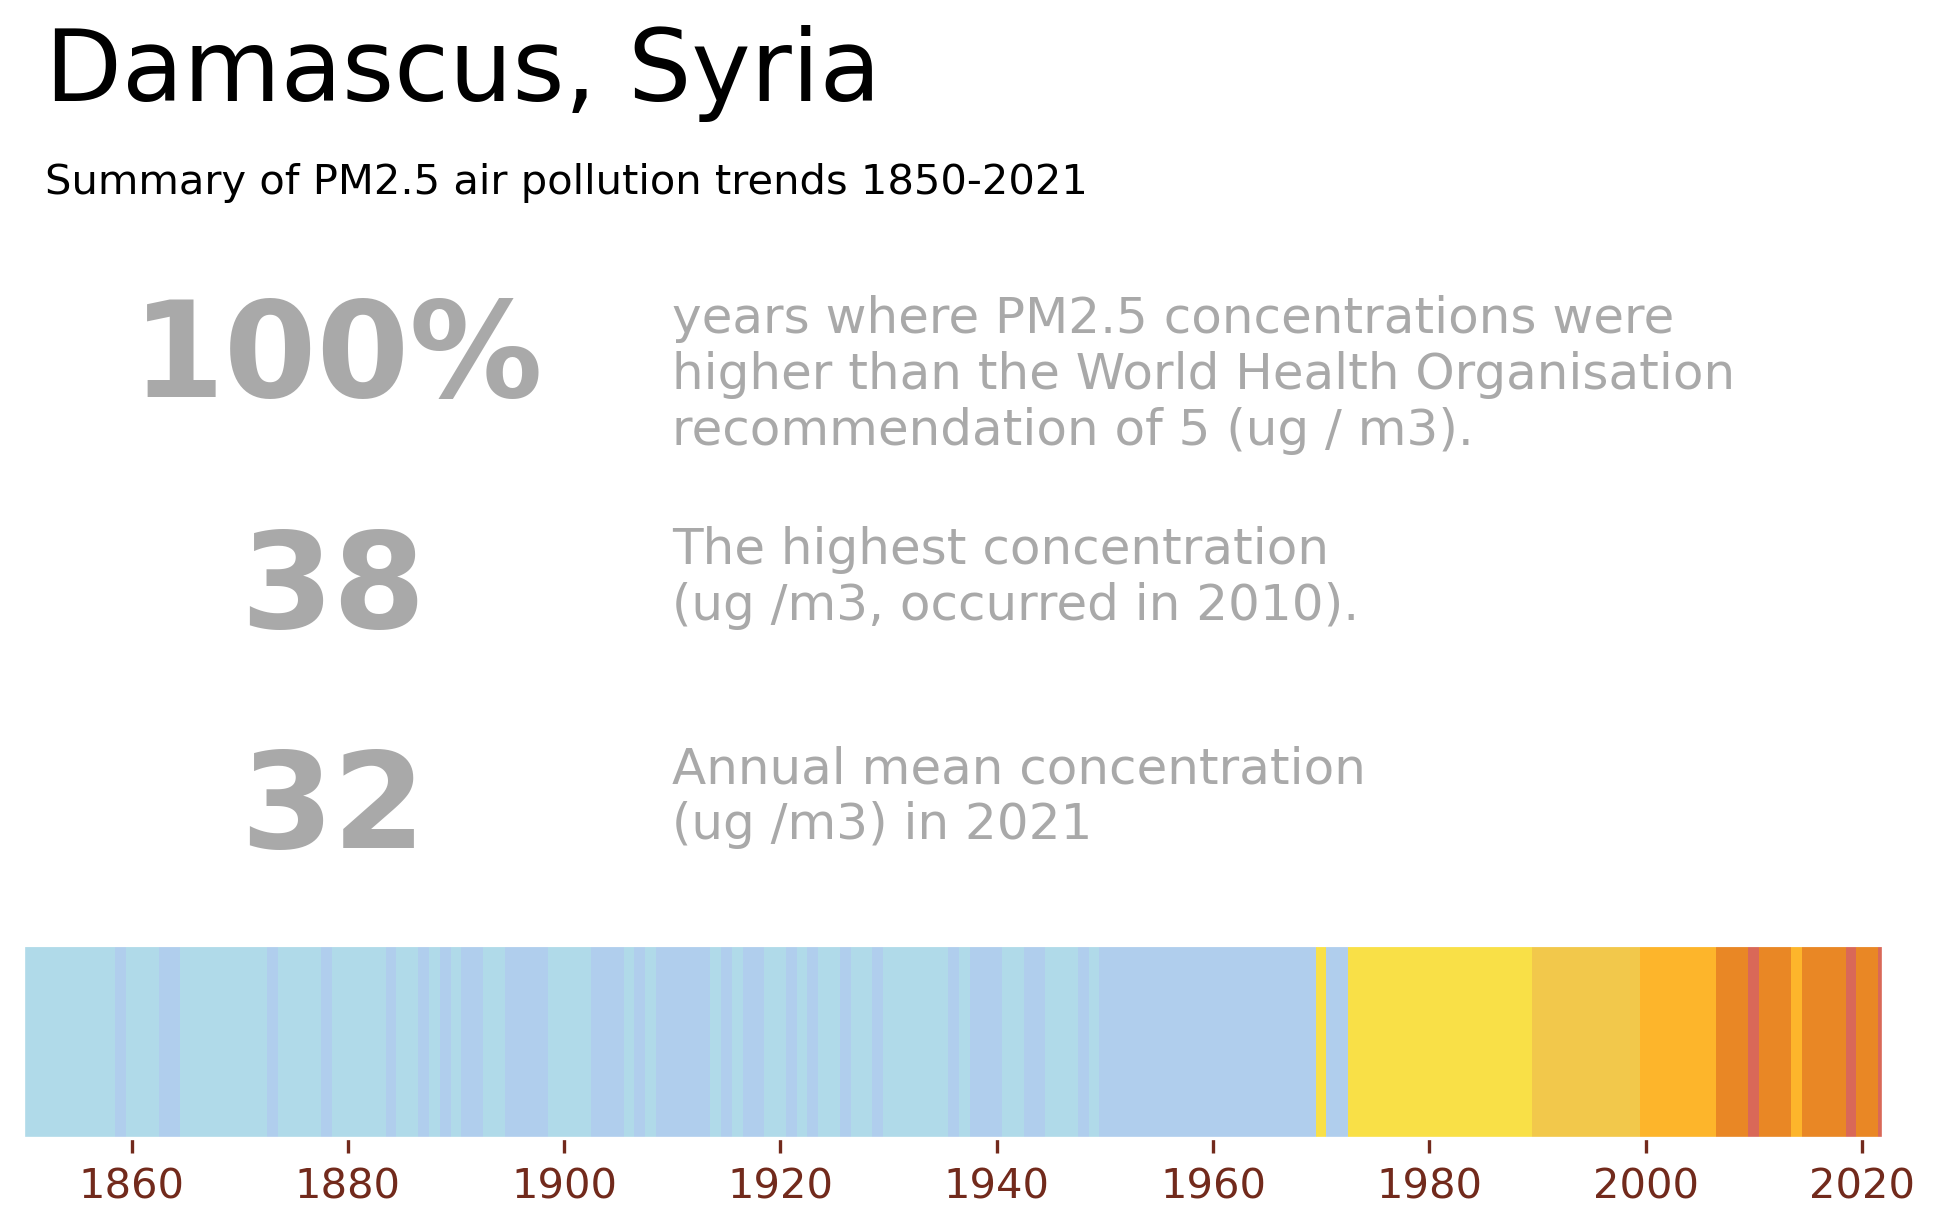 Damascus, Syria
Summary of PM2.5 air pollution trends 1850-2021
100%
years where PM2.5 concentrations were
higher than the World Health Organisation
recommendation of 5 (ug / m3).
38
The highest concentration
(ug /m3, occurred in 2010).
32
Annual mean concentration
(ug /m3) in 2021
1860 1880 1900 1920 1940 1960 1980 2000 2020